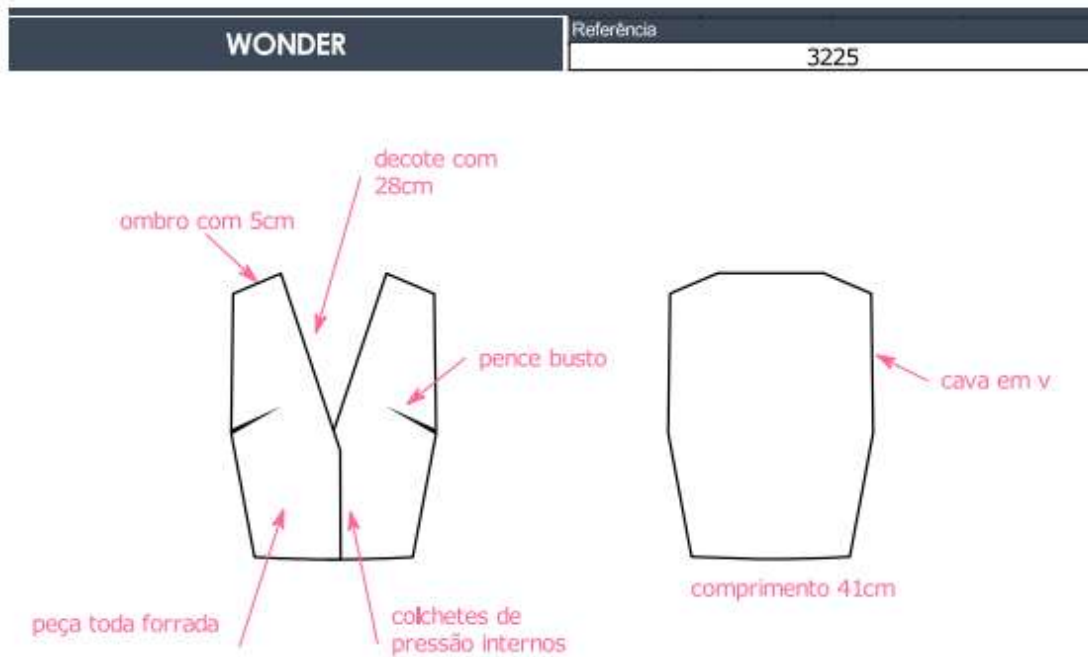 WONDER
Referência
3225
decote com
28cm
ombro com 5cm
pence busto
cava em v
peça toda forrada
colchetes de
pressão internos
comprimento 41cm